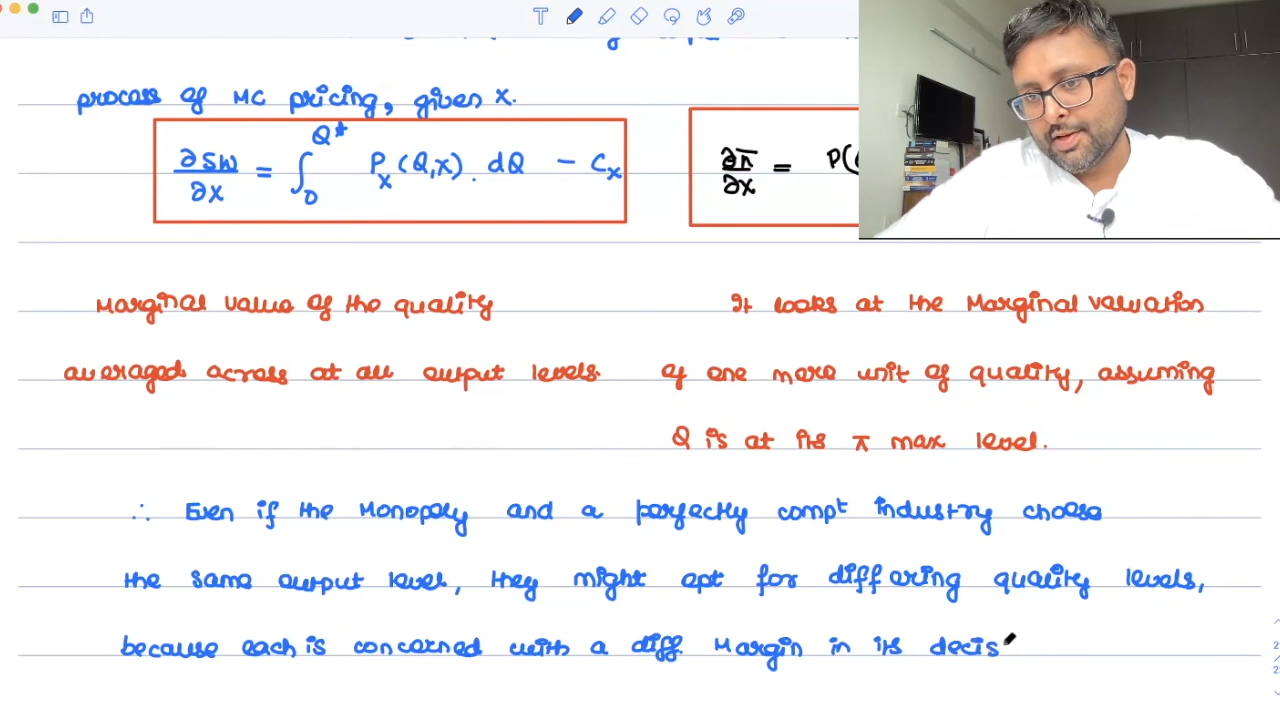 process of MC pricing, given x.
∂SW/∂x = ∫₀^Q* Pₓ(Q,x). dQ - Cₓ
∂π/∂x = P(
Marginal value of the quality
averaged across at all output levels.
It looks at the Marginal valuation
of one more unit of quality, assuming
Q is at its π max level.
∴ Even if the Monopoly and a perfectly compt industry choose
the same output level, they might opt for differing quality levels,
because each is concerned with a diff. Margin in its decis